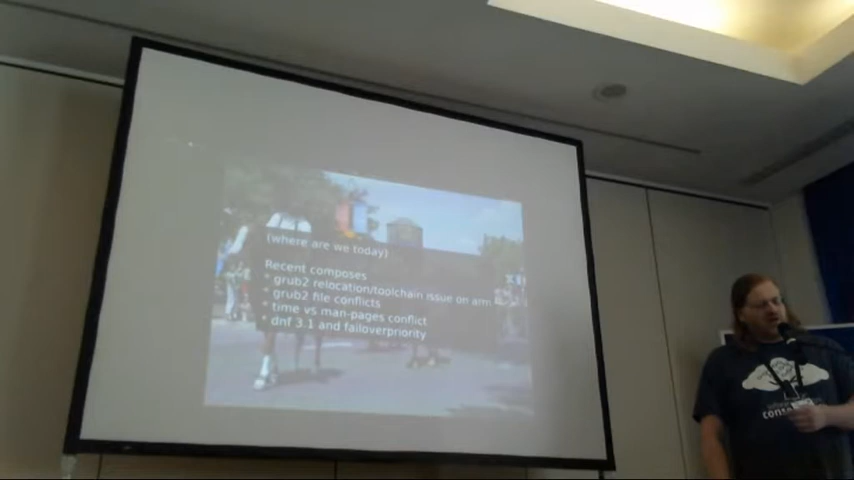 (where are we today)
Recent composes
* grub2 relocation/toolchain issue on arm
* grub2 file conflicts
* time vs man-pages conflict
* dnf 3.1 and failoverpriority